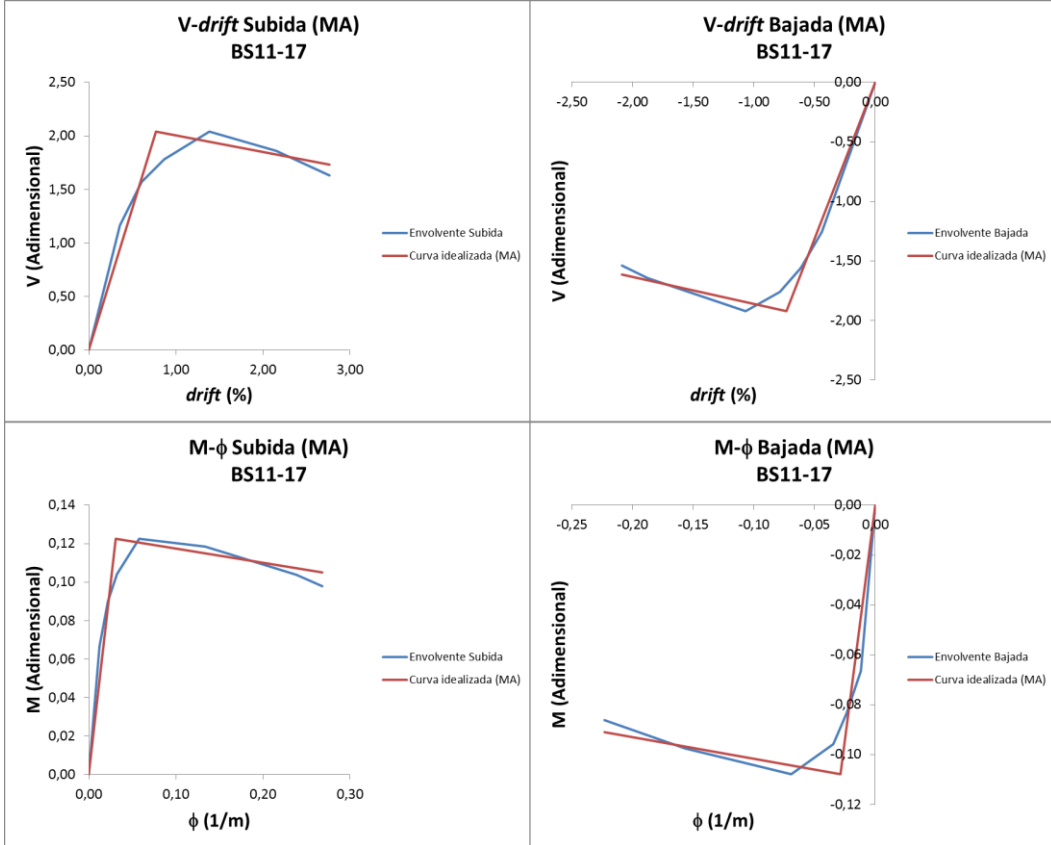 V-drift Subida (MA)
BS11-17
2,50
2,00
1,50
1,00
0,50
0,00
0,00 1,00 2,00 3,00
V (Adimensional)
drift (%)
Envolvente Subida
Curva idealizada (MA)
V-drift Bajada (MA)
BS11-17
-2,50 -2,00 -1,50 -1,00 -0,50 0,00
0,00
-0,50
-1,00
-1,50
-2,00
-2,50
V (Adimensional)
drift (%)
Envolvente Bajada
Curva idealizada (MA)
M-ϕ Subida (MA)
BS11-17
0,14
0,12
0,10
0,08
0,06
0,04
0,02
0,00
0,00 0,10 0,20 0,30
M (Adimensional)
ϕ (1/m)
Envolvente Subida
Curva idealizada (MA)
M-ϕ Bajada (MA)
BS11-17
-0,25 -0,20 -0,15 -0,10 -0,05 0,00
0,00
-0,02
-0,04
-0,06
-0,08
-0,10
-0,12
M (Adimensional)
ϕ (1/m)
Envolvente Bajada
Curva idealizada (MA)